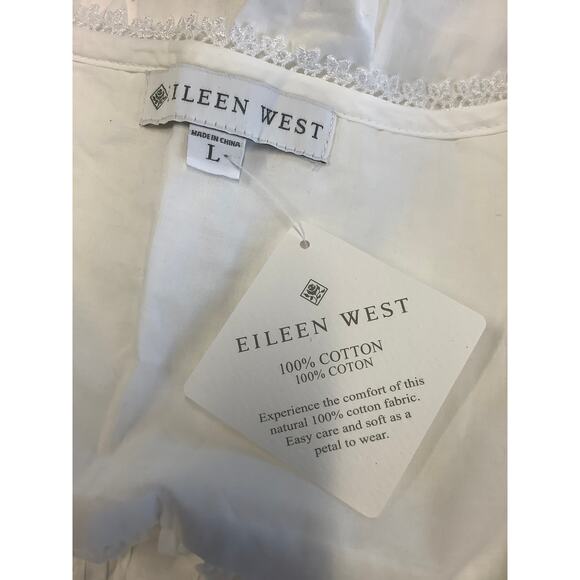 EILEEN WEST
MADE IN CHINA
L
EILEEN WEST
100% COTTON
100% COTON
Experience the comfort of this
natural 100% cotton fabric.
Easy care and soft as a
petal to wear.